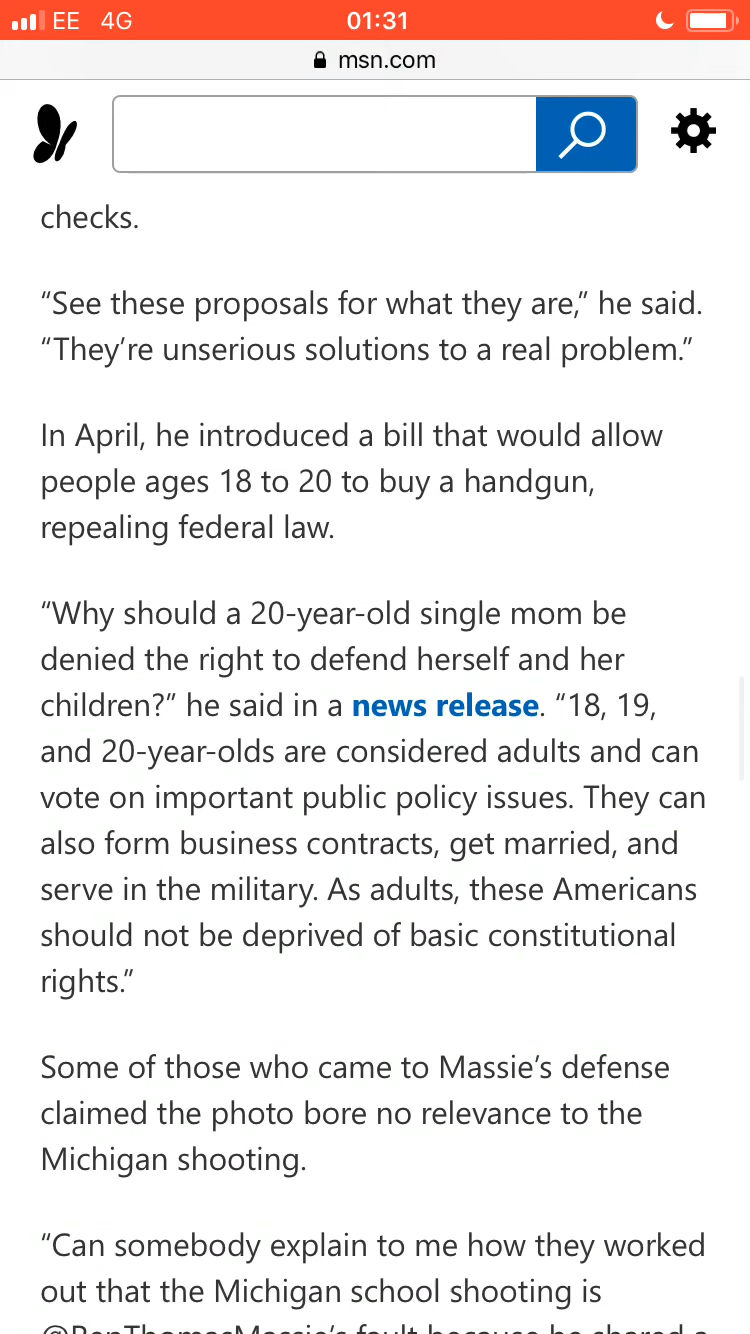 EE 4G 01:31
msn.com
checks.
“See these proposals for what they are,” he said.
“They’re unserious solutions to a real problem.”
In April, he introduced a bill that would allow
people ages 18 to 20 to buy a handgun,
repealing federal law.
“Why should a 20-year-old single mom be
denied the right to defend herself and her
children?” he said in a news release. “18, 19,
and 20-year-olds are considered adults and can
vote on important public policy issues. They can
also form business contracts, get married, and
serve in the military. As adults, these Americans
should not be deprived of basic constitutional
rights.”
Some of those who came to Massie’s defense
claimed the photo bore no relevance to the
Michigan shooting.
“Can somebody explain to me how they worked
out that the Michigan school shooting is
@RepThomasMassie’s fault because he shared a